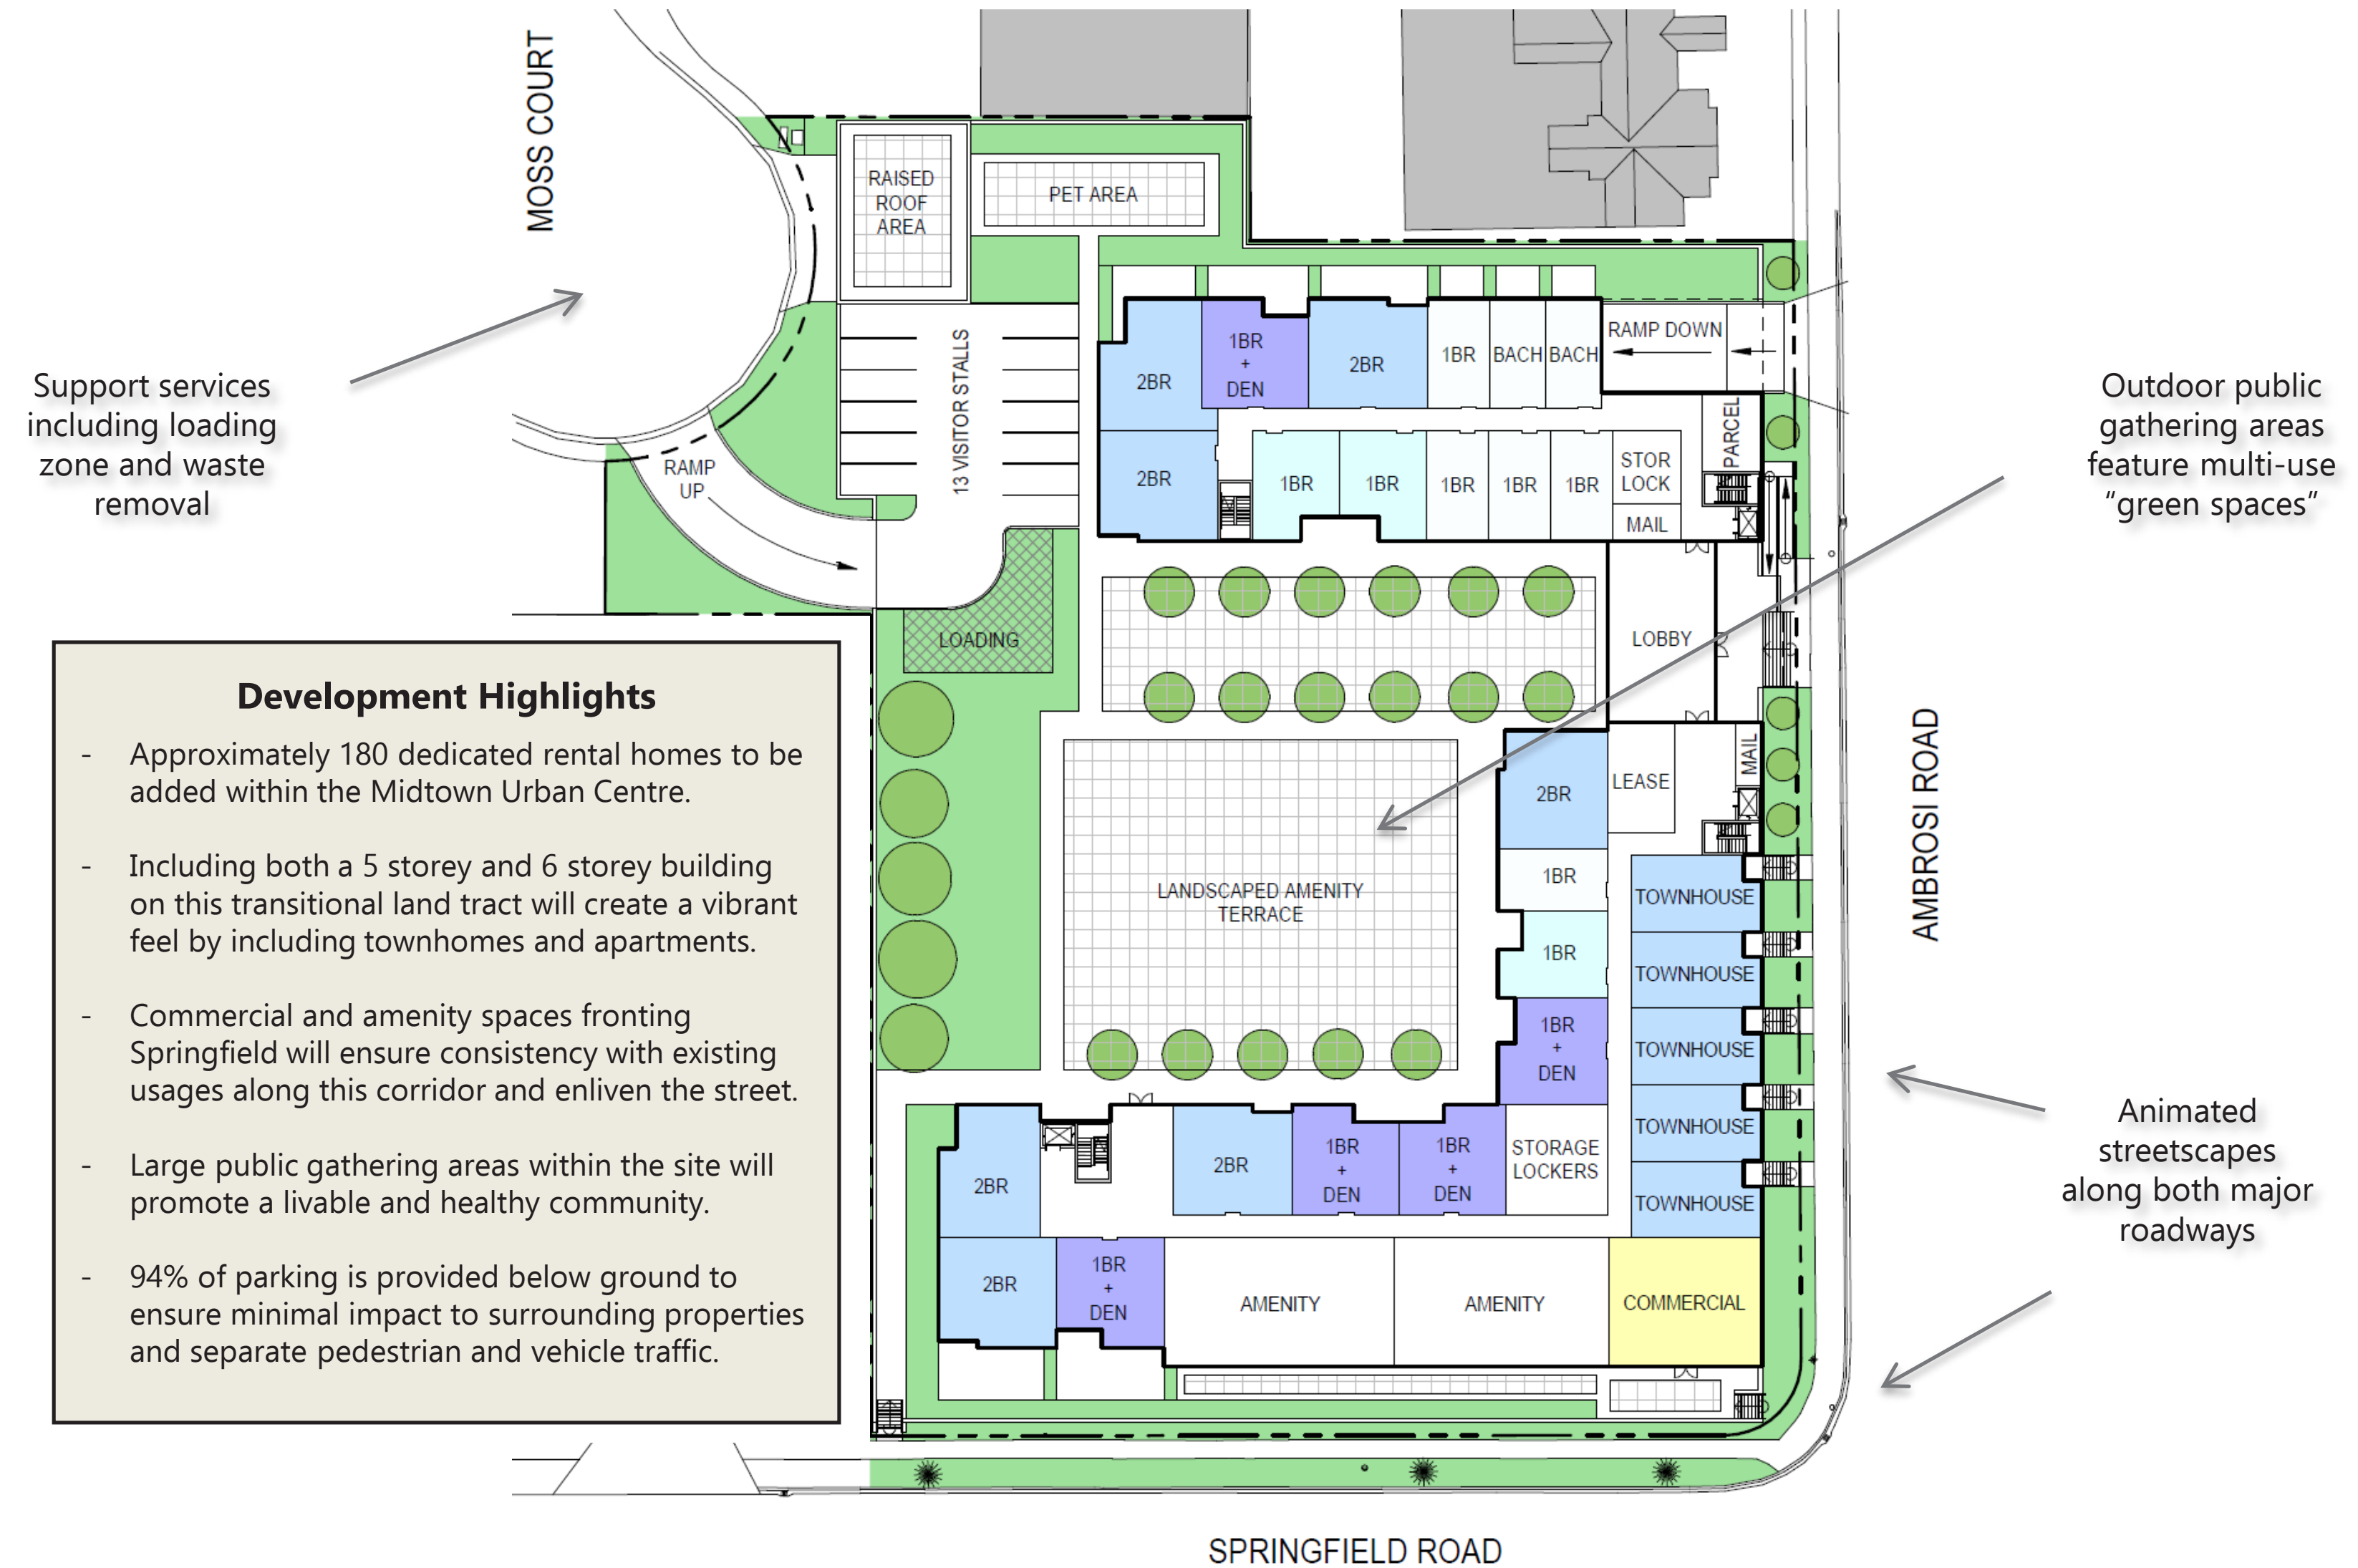 MOSS COURT
RAISED
ROOF
AREA
PET AREA
13 VISITOR STALLS
RAMP
UP
LOADING
2BR
1BR
+
DEN
2BR
1BR
BACH
BACH
RAMP DOWN
PARCEL
2BR
1BR
1BR
1BR
1BR
1BR
STOR
LOCK
MAIL
LOBBY
LEASE
MAIL
2BR
1BR
1BR
1BR
+
DEN
LANDSCAPED AMENITY
TERRACE
TOWNHOUSE
TOWNHOUSE
TOWNHOUSE
TOWNHOUSE
TOWNHOUSE
2BR
2BR
1BR
+
DEN
1BR
+
DEN
STORAGE
LOCKERS
2BR
1BR
+
DEN
AMENITY
AMENITY
COMMERCIAL
AMBROSI ROAD
SPRINGFIELD ROAD
Support services
including loading
zone and waste
removal
Outdoor public
gathering areas
feature multi-use
“green spaces”
Animated
streetscapes
along both major
roadways
Development Highlights
- Approximately 180 dedicated rental homes to be
added within the Midtown Urban Centre.
- Including both a 5 storey and 6 storey building
on this transitional land tract will create a vibrant
feel by including townhomes and apartments.
- Commercial and amenity spaces fronting
Springfield will ensure consistency with existing
usages along this corridor and enliven the street.
- Large public gathering areas within the site will
promote a livable and healthy community.
- 94% of parking is provided below ground to
ensure minimal impact to surrounding properties
and separate pedestrian and vehicle traffic.